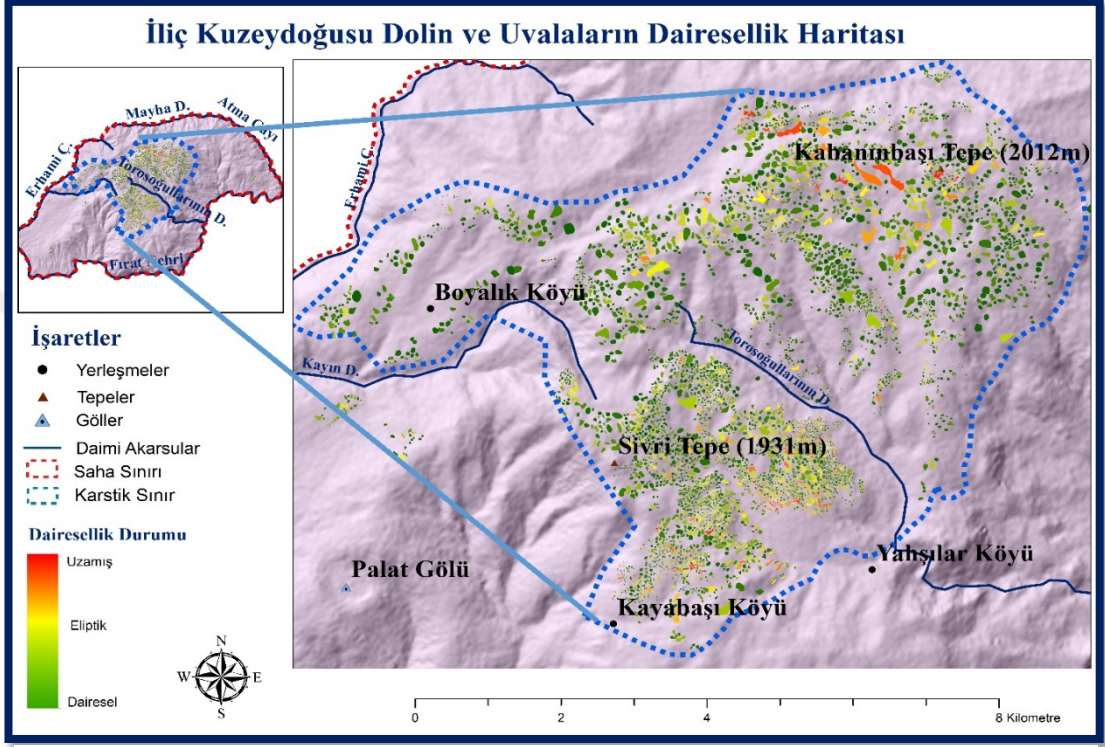 İliç Kuzeydoğusu Dolin ve Uvalaların Dairesellik Haritası
Mayha D.
Atma Çayı
Erhami Ç.
Torosoğullarının D.
Fırat Nehri
Erhami Ç.
Kabanınbaşı Tepe (2012m)
Boyalık Köyü
Kayın D.
Torosoğullarının D.
Sivri Tepe (1931m)
Yahşılar Köyü
Palat Gölü
Kayabaşı Köyü
İşaretler
Yerleşmeler
Tepeler
Göller
Daimi Akarsular
Saha Sınırı
Karstik Sınır
Dairesellik Durumu
Uzamış
Eliptik
Dairesel
N
W E
S
0 2 4 6 8 Kilometre